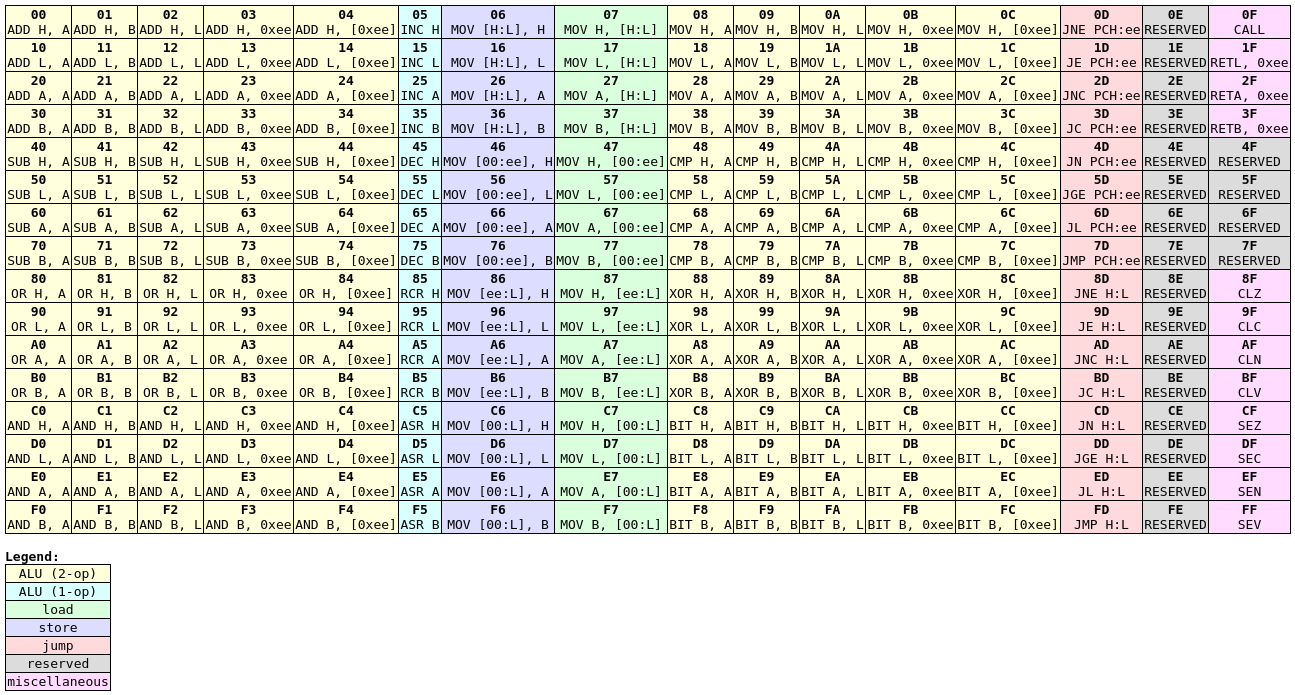 00 01 02 03 04 05 06 07 08 09 0A 0B 0C 0D 0E 0F
ADD H, A ADD H, B ADD H, L ADD H, 0xee ADD H, [0xee] INC H MOV [H:L], H MOV H, [H:L] MOV H, A MOV H, B MOV H, L MOV H, 0xee MOV H, [0xee] JNE PCH:ee RESERVED CALL
10 11 12 13 14 15 16 17 18 19 1A 1B 1C 1D 1E 1F
ADD L, A ADD L, B ADD L, L ADD L, 0xee ADD L, [0xee] INC L MOV [H:L], L MOV L, [H:L] MOV L, A MOV L, B MOV L, L MOV L, 0xee MOV L, [0xee] JE PCH:ee RESERVED RETL, 0xee
20 21 22 23 24 25 26 27 28 29 2A 2B 2C 2D 2E 2F
ADD A, A ADD A, B ADD A, L ADD A, 0xee ADD A, [0xee] INC A MOV [H:L], A MOV A, [H:L] MOV A, A MOV A, B MOV A, L MOV A, 0xee MOV A, [0xee] JNC PCH:ee RESERVED RETA, 0xee
30 31 32 33 34 35 36 37 38 39 3A 3B 3C 3D 3E 3F
ADD B, A ADD B, B ADD B, L ADD B, 0xee ADD B, [0xee] INC B MOV [H:L], B MOV B, [H:L] MOV B, A MOV B, B MOV B, L MOV B, 0xee MOV B, [0xee] JC PCH:ee RESERVED RETB, 0xee
40 41 42 43 44 45 46 47 48 49 4A 4B 4C 4D 4E 4F
SUB H, A SUB H, B SUB H, L SUB H, 0xee SUB H, [0xee] DEC H MOV [00:ee], H MOV H, [00:ee] CMP H, A CMP H, B CMP H, L CMP H, 0xee CMP H, [0xee] JN PCH:ee RESERVED RESERVED
50 51 52 53 54 55 56 57 58 59 5A 5B 5C 5D 5E 5F
SUB L, A SUB L, B SUB L, L SUB L, 0xee SUB L, [0xee] DEC L MOV [00:ee], L MOV L, [00:ee] CMP L, A CMP L, B CMP L, L CMP L, 0xee CMP L, [0xee] JGE PCH:ee RESERVED RESERVED
60 61 62 63 64 65 66 67 68 69 6A 6B 6C 6D 6E 6F
SUB A, A SUB A, B SUB A, L SUB A, 0xee SUB A, [0xee] DEC A MOV [00:ee], A MOV A, [00:ee] CMP A, A CMP A, B CMP A, L CMP A, 0xee CMP A, [0xee] JL PCH:ee RESERVED RESERVED
70 71 72 73 74 75 76 77 78 79 7A 7B 7C 7D 7E 7F
SUB B, A SUB B, B SUB B, L SUB B, 0xee SUB B, [0xee] DEC B MOV [00:ee], B MOV B, [00:ee] CMP B, A CMP B, B CMP B, L CMP B, 0xee CMP B, [0xee] JMP PCH:ee RESERVED RESERVED
80 81 82 83 84 85 86 87 88 89 8A 8B 8C 8D 8E 8F
OR H, A OR H, B OR H, L OR H, 0xee OR H, [0xee] RCR H MOV [ee:L], H MOV H, [ee:L] XOR H, A XOR H, B XOR H, L XOR H, 0xee XOR H, [0xee] JNE H:L RESERVED CLZ
90 91 92 93 94 95 96 97 98 99 9A 9B 9C 9D 9E 9F
OR L, A OR L, B OR L, L OR L, 0xee OR L, [0xee] RCR L MOV [ee:L], L MOV L, [ee:L] XOR L, A XOR L, B XOR L, L XOR L, 0xee XOR L, [0xee] JE H:L RESERVED CLC
A0 A1 A2 A3 A4 A5 A6 A7 A8 A9 AA AB AC AD AE AF
OR A, A OR A, B OR A, L OR A, 0xee OR A, [0xee] RCR A MOV [ee:L], A MOV A, [ee:L] XOR A, A XOR A, B XOR A, L XOR A, 0xee XOR A, [0xee] JNC H:L RESERVED CLN
B0 B1 B2 B3 B4 B5 B6 B7 B8 B9 BA BB BC BD BE BF
OR B, A OR B, B OR B, L OR B, 0xee OR B, [0xee] RCR B MOV [ee:L], B MOV B, [ee:L] XOR B, A XOR B, B XOR B, L XOR B, 0xee XOR B, [0xee] JC H:L RESERVED CLV
C0 C1 C2 C3 C4 C5 C6 C7 C8 C9 CA CB CC CD CE CF
AND H, A AND H, B AND H, L AND H, 0xee AND H, [0xee] ASR H MOV [00:L], H MOV H, [00:L] BIT H, A BIT H, B BIT H, L BIT H, 0xee BIT H, [0xee] JN H:L RESERVED SEZ
D0 D1 D2 D3 D4 D5 D6 D7 D8 D9 DA DB DC DD DE DF
AND L, A AND L, B AND L, L AND L, 0xee AND L, [0xee] ASR L MOV [00:L], L MOV L, [00:L] BIT L, A BIT L, B BIT L, L BIT L, 0xee BIT L, [0xee] JGE H:L RESERVED SEC
E0 E1 E2 E3 E4 E5 E6 E7 E8 E9 EA EB EC ED EE EF
AND A, A AND A, B AND A, L AND A, 0xee AND A, [0xee] ASR A MOV [00:L], A MOV A, [00:L] BIT A, A BIT A, B BIT A, L BIT A, 0xee BIT A, [0xee] JL H:L RESERVED SEN
F0 F1 F2 F3 F4 F5 F6 F7 F8 F9 FA FB FC FD FE FF
AND B, A AND B, B AND B, L AND B, 0xee AND B, [0xee] ASR B MOV [00:L], B MOV B, [00:L] BIT B, A BIT B, B BIT B, L BIT B, 0xee BIT B, [0xee] JMP H:L RESERVED SEV
Legend:
ALU (2-op)
ALU (1-op)
load
store
jump
reserved
miscellaneous